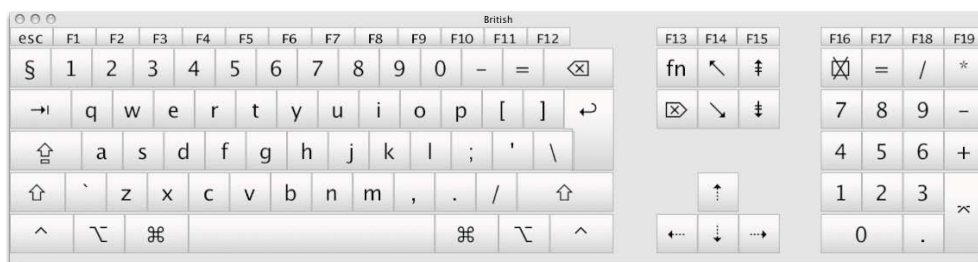 British
esc F1 F2 F3 F4 F5 F6 F7 F8 F9 F10 F11 F12 F13 F14 F15 F16 F17 F18 F19
§ 1 2 3 4 5 6 7 8 9 0 - = ⌫ fn ↖ ⇞ ⌧ = / *
⇥ q w e r t y u i o p [ ] ↩ ⌦ ↘ ⇟ 7 8 9 -
⇪ a s d f g h j k l ; ' \ 4 5 6 +
⇧ ` z x c v b n m , . / ⇧ ⇡ 1 2 3 ⌤
^ ⌥ ⌘ ⌘ ⌥ ^ ⇠ ⇣ ⇢ 0 .